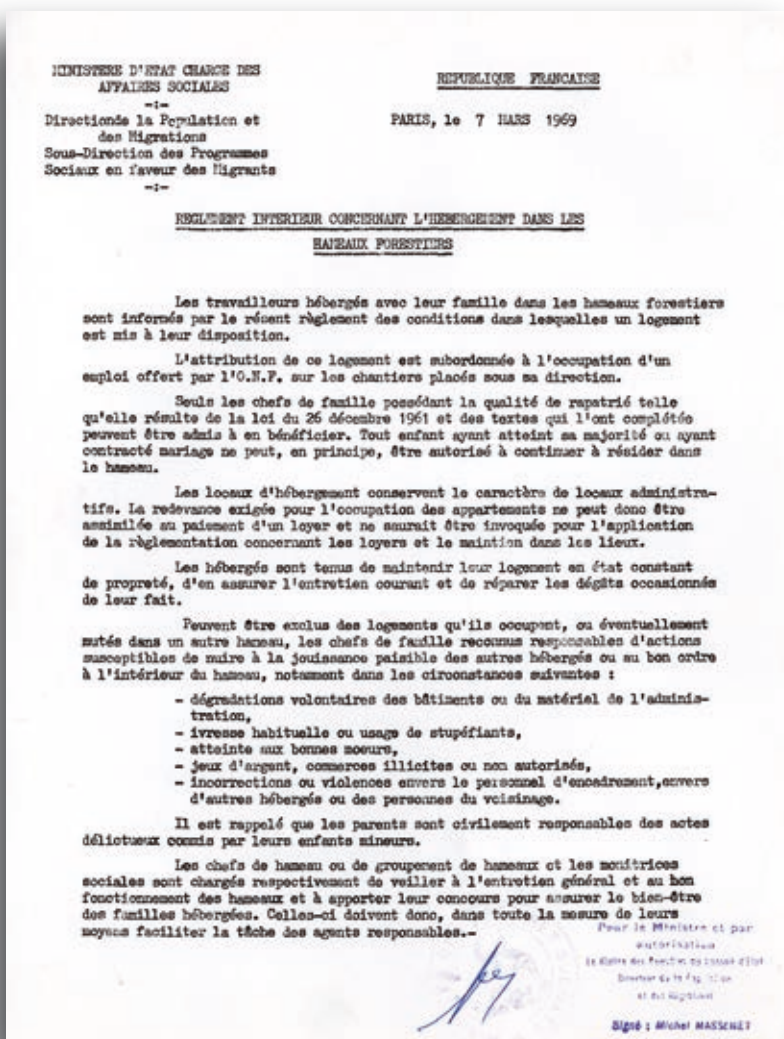 MINISTERE D'ETAT CHARGE DES
AFFAIRES SOCIALES
-:-
Directionde la Population et
des Migrations
Sous-Direction des Programmes
Sociaux en faveur des Migrants
-:-
REPUBLIQUE FRANCAISE
PARIS, le 7 MARS 1969
REGLEMENT INTERIEUR CONCERNANT L'HEBERGEMENT DANS LES
HAMEAUX FORESTIERS
Les travailleurs hébergés avec leur famille dans les hameaux forestiers
sont informés par le résent règlement des conditions dans lesquelles un logement
est mis à leur disposition.
L'attribution de ce logement est subordonnée à l'occupation d'un
emploi offert par l'O.N.F. sur les chantiers placés sous sa direction.
Seuls les chefs de famille possédant la qualité de rapatrié telle
qu'elle résulte de la loi du 26 décembre 1961 et des textes qui l'ont complétée
peuvent être admis à en bénéficier. Tout enfant ayant atteint sa majorité ou ayant
contracté mariage ne peut, en principe, être autorisé à continuer à résider dans
le hameau.
Les locaux d'hébergement conservent le caractère de locaux administra-
tifs. La redevance exigée pour l'occupation des appartements ne peut donc être
assimilée au paiement d'un loyer et ne saurait être invoquée pour l'application
de la règlementation concernant les loyers et le maintien dans les lieux.
Les hébergés sont tenus de maintenir leur logement en état constant
de propreté, d'en assurer l'entretien courant et de réparer les dégâts occasionnés
de leur fait.
Peuvent être exclus des logements qu'ils occupent, ou éventuellement
mutés dans un autre hameau, les chefs de famille reconnus responsables d'actions
susceptibles de nuire à la jouissance paisible des autres hébergés ou au bon ordre
à l'intérieur du hameau, notamment dans les circonstances suivantes :
- dégradations volontaires des bâtiments ou du matériel de l'adminis-
tration,
- ivresse habituelle ou usage de stupéfiants,
- atteinte aux bonnes moeurs,
- jeux d'argent, commerces illicites ou non autorisés,
- incorrections ou violences envers le personnel d'encadrement,envers
d'autres hébergés ou des personnes du voisinage.
Il est rappelé que les parents sont civilement responsables des actes
délictueux commis par leurs enfants mineurs.
Les chefs de hameau ou de groupement de hameaux et les monitrices
sociales sont chargés respectivement de veiller à l'entretien général et au bon
fonctionnement des hameaux et à apporter leur concours pour assurer le bien-être
des familles hébergées. Celles-ci doivent donc, dans toute la mesure de leurs
moyens faciliter la tâche des agents responsables.-
Pour le Ministre et par
autorisation
et des Migrations
Signé : Michel MASSENET